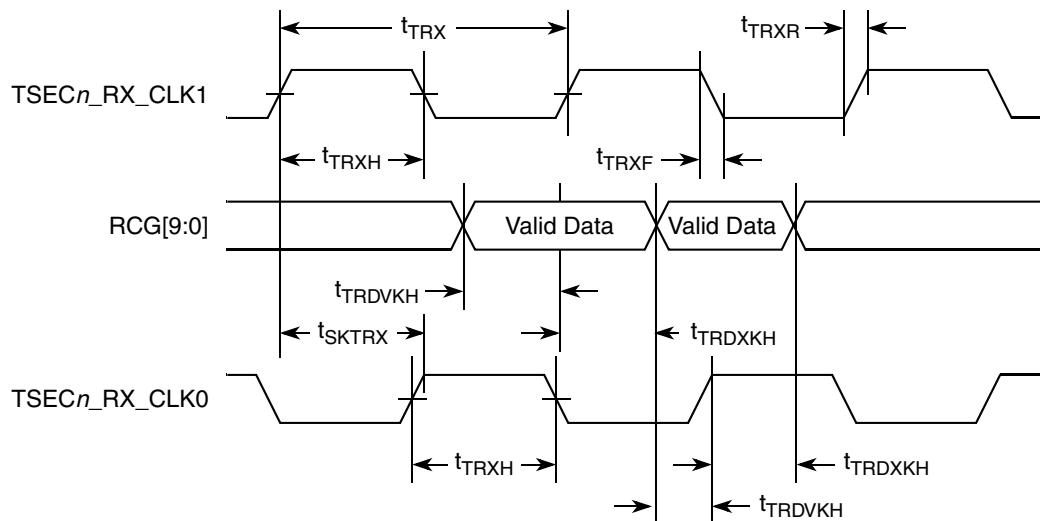 tTRX
tTRXR
TSECn_RX_CLK1
tTRXH
tTRXF
RCG[9:0]
Valid Data
Valid Data
tTRDVKH
tSKTRX
tTRDXKH
TSECn_RX_CLK0
tTRXH
tTRDXKH
tTRDVKH